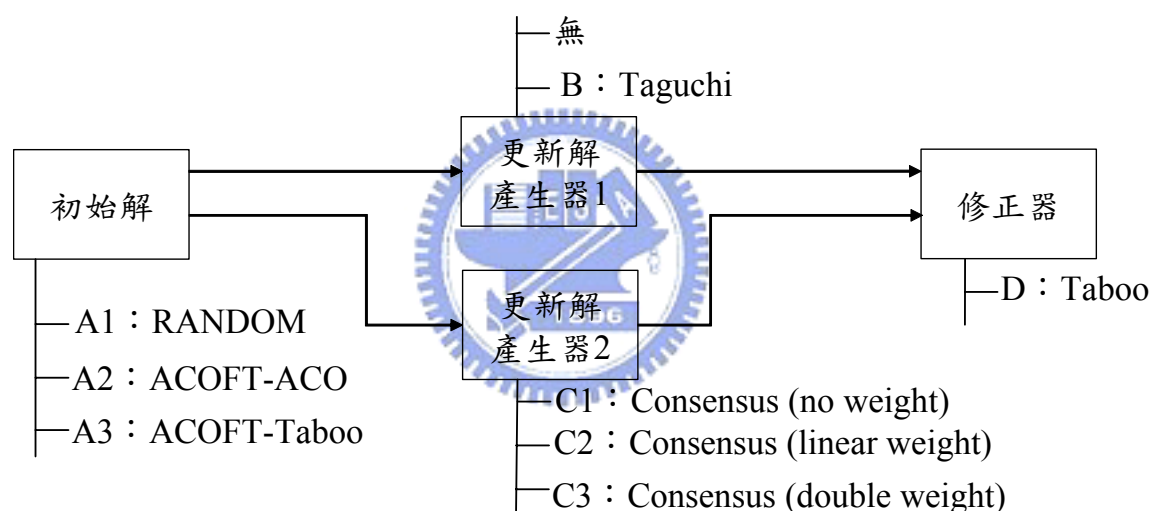 無
B：Taguchi
更新解
產生器1
初始解
修正器
D：Taboo
A1：RANDOM
A2：ACOFT-ACO
A3：ACOFT-Taboo
更新解
產生器2
1896
C1：Consensus (no weight)
C2：Consensus (linear weight)
C3：Consensus (double weight)